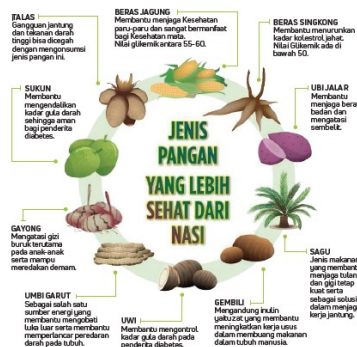 TALAS
Gangguan jantung
dan tekanan darah
tinggi bisa dicegah
dengan mengonsumsi
jenis pangan ini.
BERAS JAGUNG
Membantu menjaga Kesehatan
paru-paru dan sangat bermanfaat
bagi Kesehatan mata.
Nilai glikemik antara 55-60.
BERAS SINGKONG
Membantu menurunkan
kadar kolestrol jahat.
Nilai Glikemik ada di
bawah 50.
SUKUN
Membantu
mengendalikan
kadar gula darah
sehingga aman
bagi penderita
diabetes.
UBI JALAR
Membantu
menjaga bera
badan dan
mengatasi
sembelit.
JENIS
PANGAN
YANG LEBIH
SEHAT DARI
NASI
GAYONG
Mengatasi gizi
buruk terutama
pada anak-anak
serta mampu
meredakan demam.
SAGU
Jenis makanan
yang membant
menjaga tulan
dan gigi tetap
kuat serta
sebagai solusi
dalam menjag
kerja jantung.
UMBI GARUT
Sebagai salah satu
sumber energi yang
membantu mengobati
luka luar serta membantu
memperlancar peredaran
darah pada tubuh.
UWI
Membantu mengontrol
kadar gula darah pada
penderita diabetes.
GEMBILI
Mengandung inulin
yaitu zat yang membantu
meningkatkan kerja usus
dalam membuang makanan
dalam tubuh manusia.